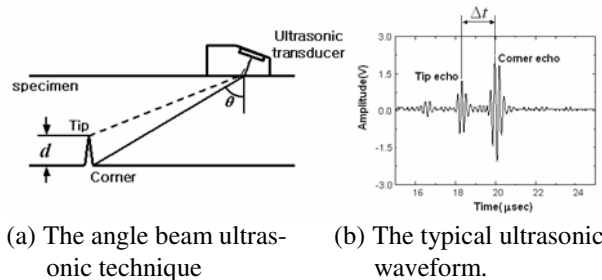 Ultrasonic
transducer
specimen
θ
Tip
d
Corner
(a) The angle beam ultras-
onic technique
Δt
3.0
Corner echo
Tip echo
1.5
0.0
-1.5
-3.0
Amplitude(V)
16 18 20 22 24
Time(μsec)
(b) The typical ultrasonic
waveform.